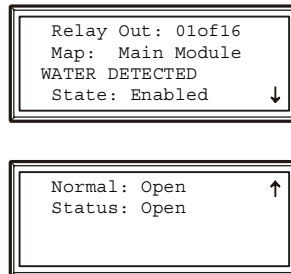 Relay Out: 01of16
Map: Main Module
WATER DETECTED
State: Enabled ↓
Normal: Open ↑
Status: Open